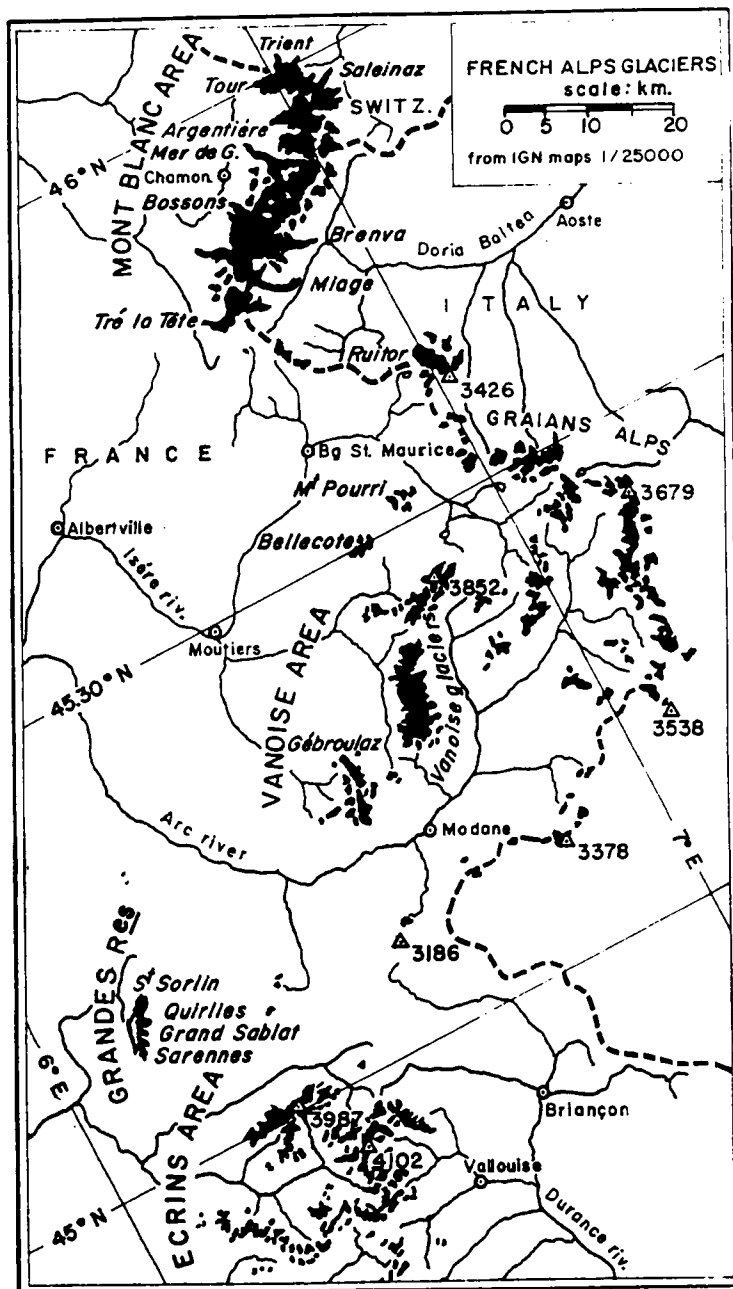 FRENCH ALPS GLACIERS
scale: km.
0 5 10 20
from IGN maps 1/25000
Trient
Tour
Saleinaz
SWITZ.
MONT BLANC AREA
Argentière
Mer de G.
Chamon.
46° N
Bossons
Brenva
Doria Baltea
Aoste
Miage
ITALY
Tré la Tête
Ruitor
3426
GRAIANS ALPS
FRANCE
Bg St. Maurice
Mt Pourri
3679
Albertville
Bellecote
Isére riv.
3852
Moutiers
45.30° N
VANOISE AREA
Vanoise glaciers
3538
Gébroulaz
Arc river
Modane
3378
7° E
3186
GRANDES Res
St Sorlin
Quirlies
Grand Sablat
Sarennes
6° E
ECRINS AREA
3987
Briançon
4102
Vallouise
45° N
Durance riv.